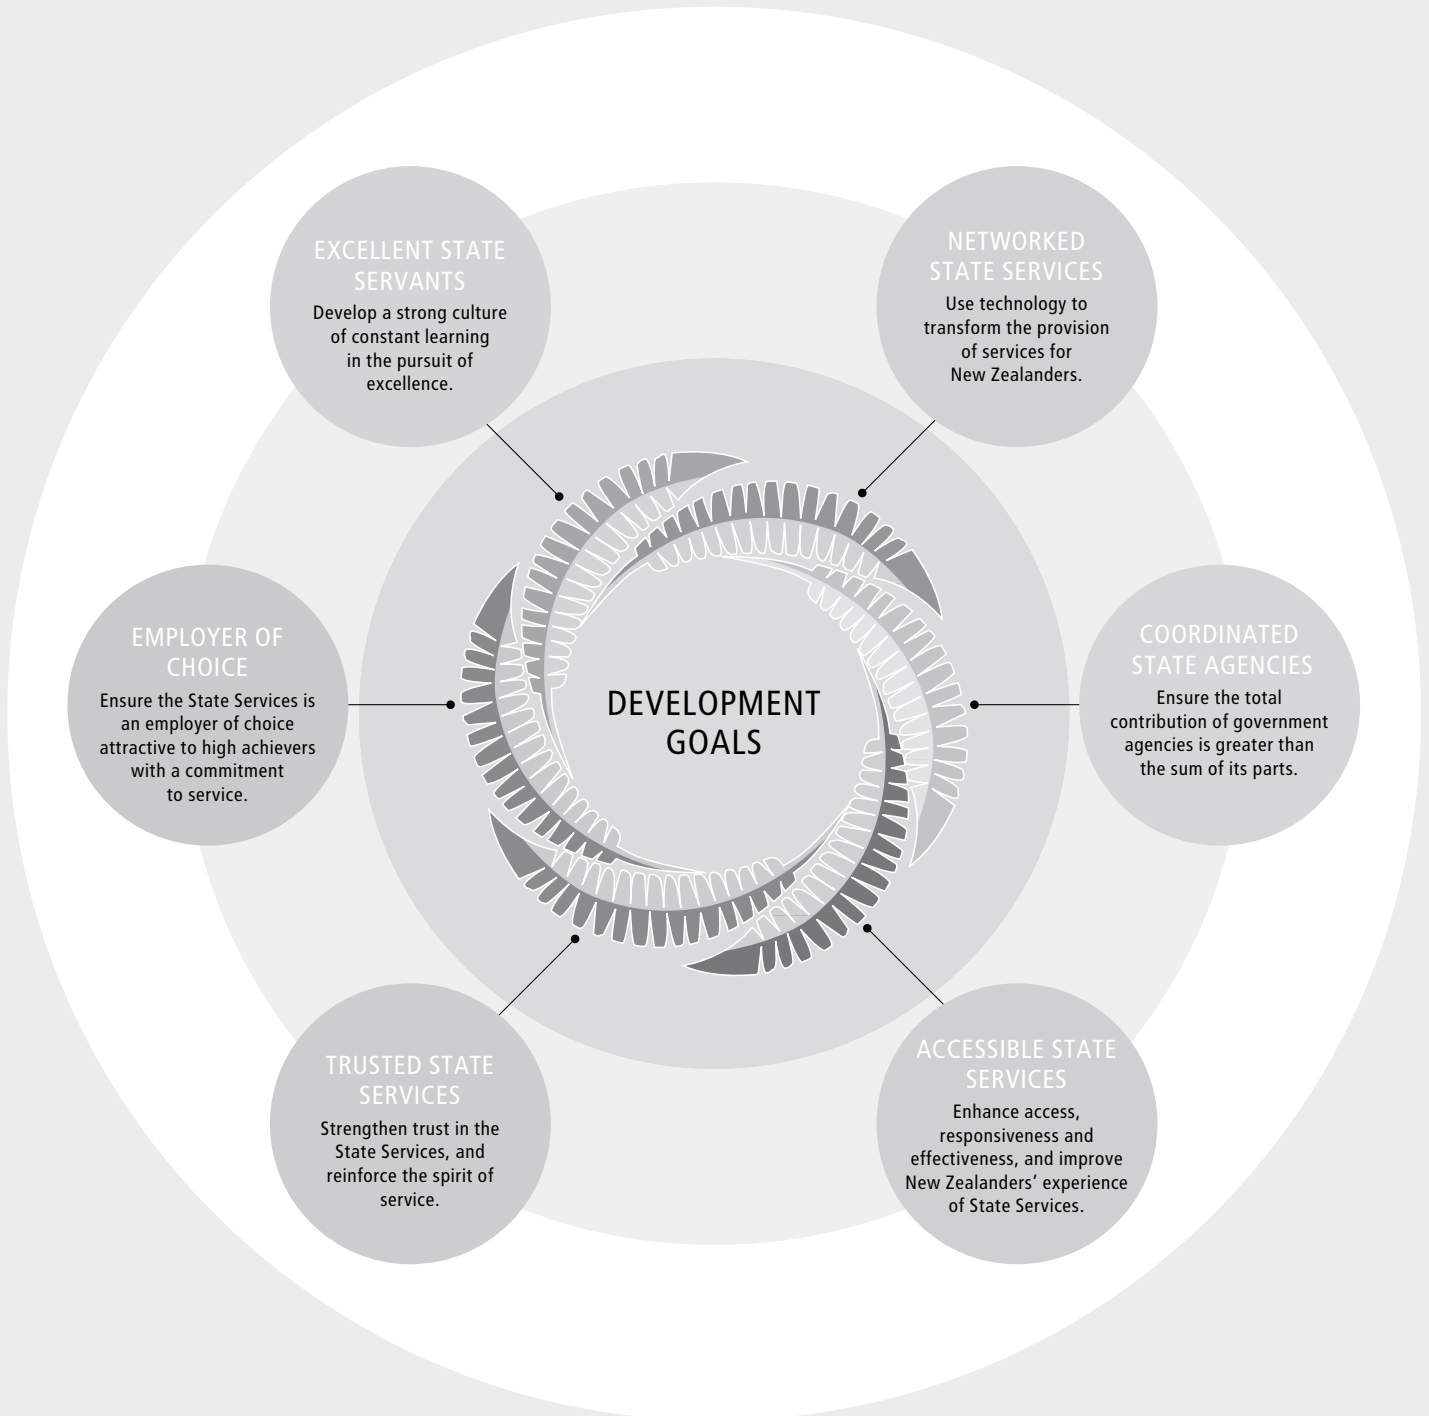 EXCELLENT STATE
SERVANTS
Develop a strong culture
of constant learning
in the pursuit of
excellence.
NETWORKED
STATE SERVICES
Use technology to
transform the provision
of services for
New Zealanders.
EMPLOYER OF
CHOICE
Ensure the State Services is
an employer of choice
attractive to high achievers
with a commitment
to service.
DEVELOPMENT
GOALS
COORDINATED
STATE AGENCIES
Ensure the total
contribution of government
agencies is greater than
the sum of its parts.
TRUSTED STATE
SERVICES
Strengthen trust in the
State Services, and
reinforce the spirit of
service.
ACCESSIBLE STATE
SERVICES
Enhance access,
responsiveness and
effectiveness, and improve
New Zealanders’ experience
of State Services.